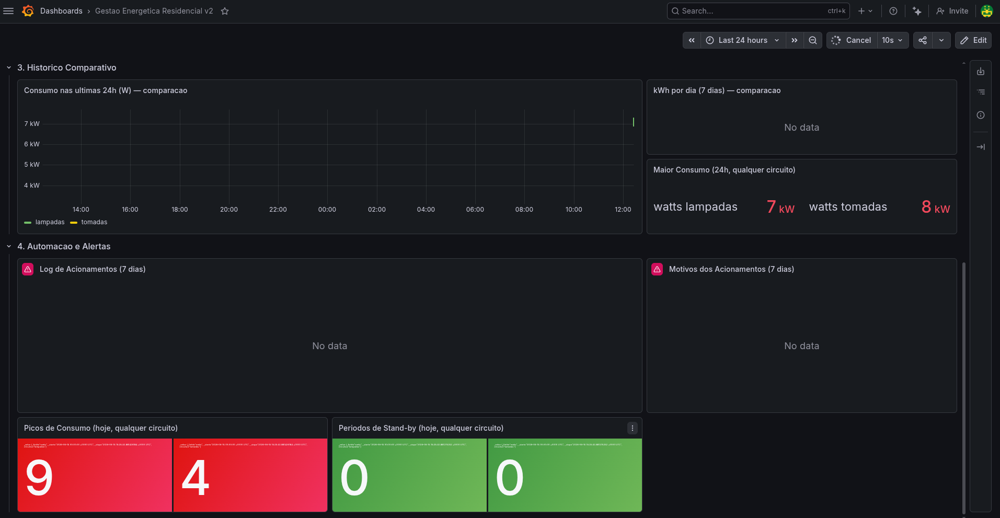 Dashboards › Gestao Energetica Residencial v2
Search... ctrl+k
Invite
Last 24 hours
Cancel
10s
Edit
3. Historico Comparativo
Consumo nas ultimas 24h (W) — comparacao
7 kW
6 kW
5 kW
4 kW
14:00 16:00 18:00 20:00 22:00 00:00 02:00 04:00 06:00 08:00 10:00 12:00
lampadas tomadas
kWh por dia (7 dias) — comparacao
No data
Maior Consumo (24h, qualquer circuito)
watts lampadas 7 kW watts tomadas 8 kW
4. Automacao e Alertas
Log de Acionamentos (7 dias)
No data
Motivos dos Acionamentos (7 dias)
No data
Picos de Consumo (hoje, qualquer circuito)
9
4
Periodos de Stand-by (hoje, qualquer circuito)
0
0